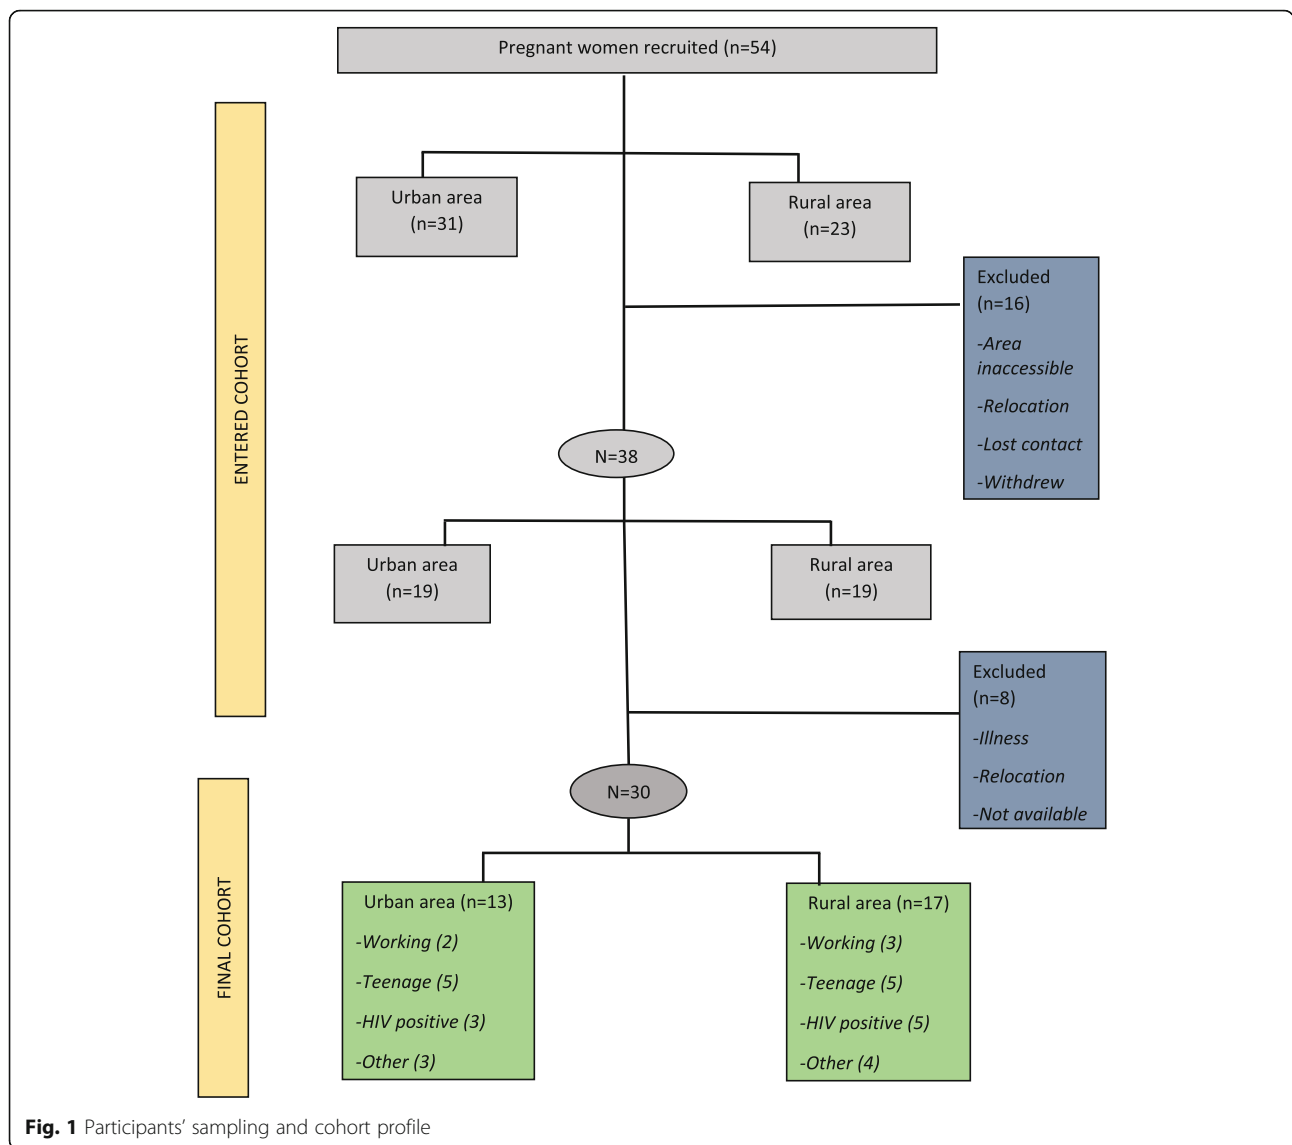 Pregnant women recruited (n=54)
Urban area
(n=31)
Rural area
(n=23)
Excluded
(n=16)
-Area
inaccessible
-Relocation
-Lost contact
-Withdrew
ENTERED COHORT
N=38
Urban area
(n=19)
Rural area
(n=19)
Excluded
(n=8)
-Illness
-Relocation
-Not available
N=30
FINAL COHORT
Urban area (n=13)
-Working (2)
-Teenage (5)
-HIV positive (3)
-Other (3)
Rural area (n=17)
-Working (3)
-Teenage (5)
-HIV positive (5)
-Other (4)
Fig. 1 Participants' sampling and cohort profile